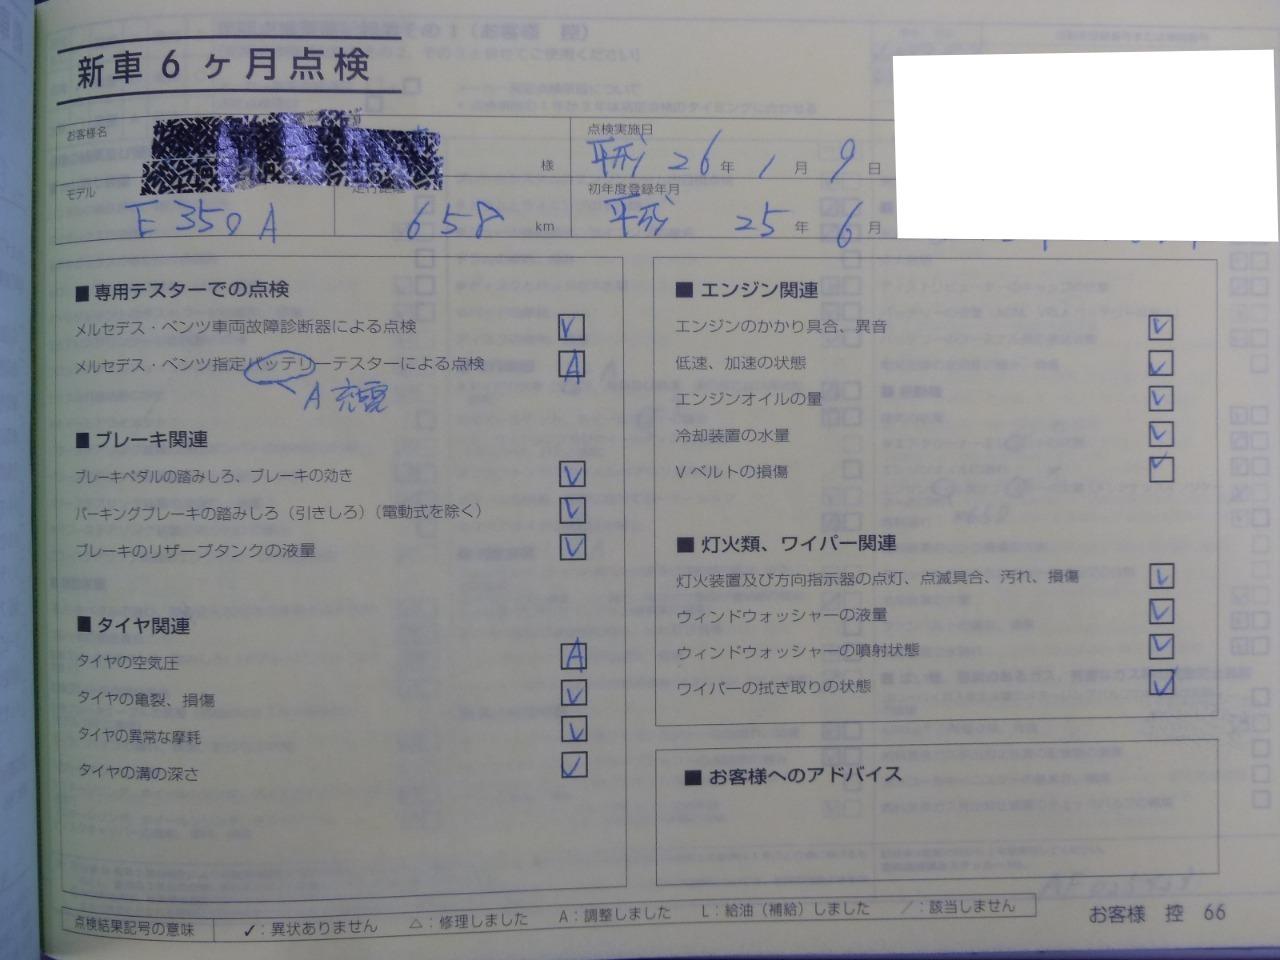 新車6ヶ月点検
お客様名
様
点検実施日
平成 26年 1月 9日
モデル
E350A
走行距離
658 km
初年度登録年月
平成 25年 6月
■ 専用テスターでの点検
メルセデス・ベンツ車両故障診断器による点検 ✓
メルセデス・ベンツ指定バッテリーテスターによる点検 A
A 充電
■ ブレーキ関連
ブレーキペダルの踏みしろ、ブレーキの効き ✓
パーキングブレーキの踏みしろ（引きしろ）（電動式を除く） ✓
ブレーキのリザーブタンクの液量 ✓
■ タイヤ関連
タイヤの空気圧 A
タイヤの亀裂、損傷 ✓
タイヤの異常な摩耗 ✓
タイヤの溝の深さ ✓
■ エンジン関連
エンジンのかかり具合、異音 ✓
低速、加速の状態 ✓
エンジンオイルの量 ✓
冷却装置の水量 ✓
Vベルトの損傷 ✓
■ 灯火類、ワイパー関連
灯火装置及び方向指示器の点灯、点滅具合、汚れ、損傷 ✓
ウィンドウォッシャーの液量 ✓
ウィンドウォッシャーの噴射状態 ✓
ワイパーの拭き取りの状態 ✓
■ お客様へのアドバイス
点検結果記号の意味 ✓：異状ありません △：修理しました A：調整しました L：給油（補給）しました ／：該当しません
お客様 控 66